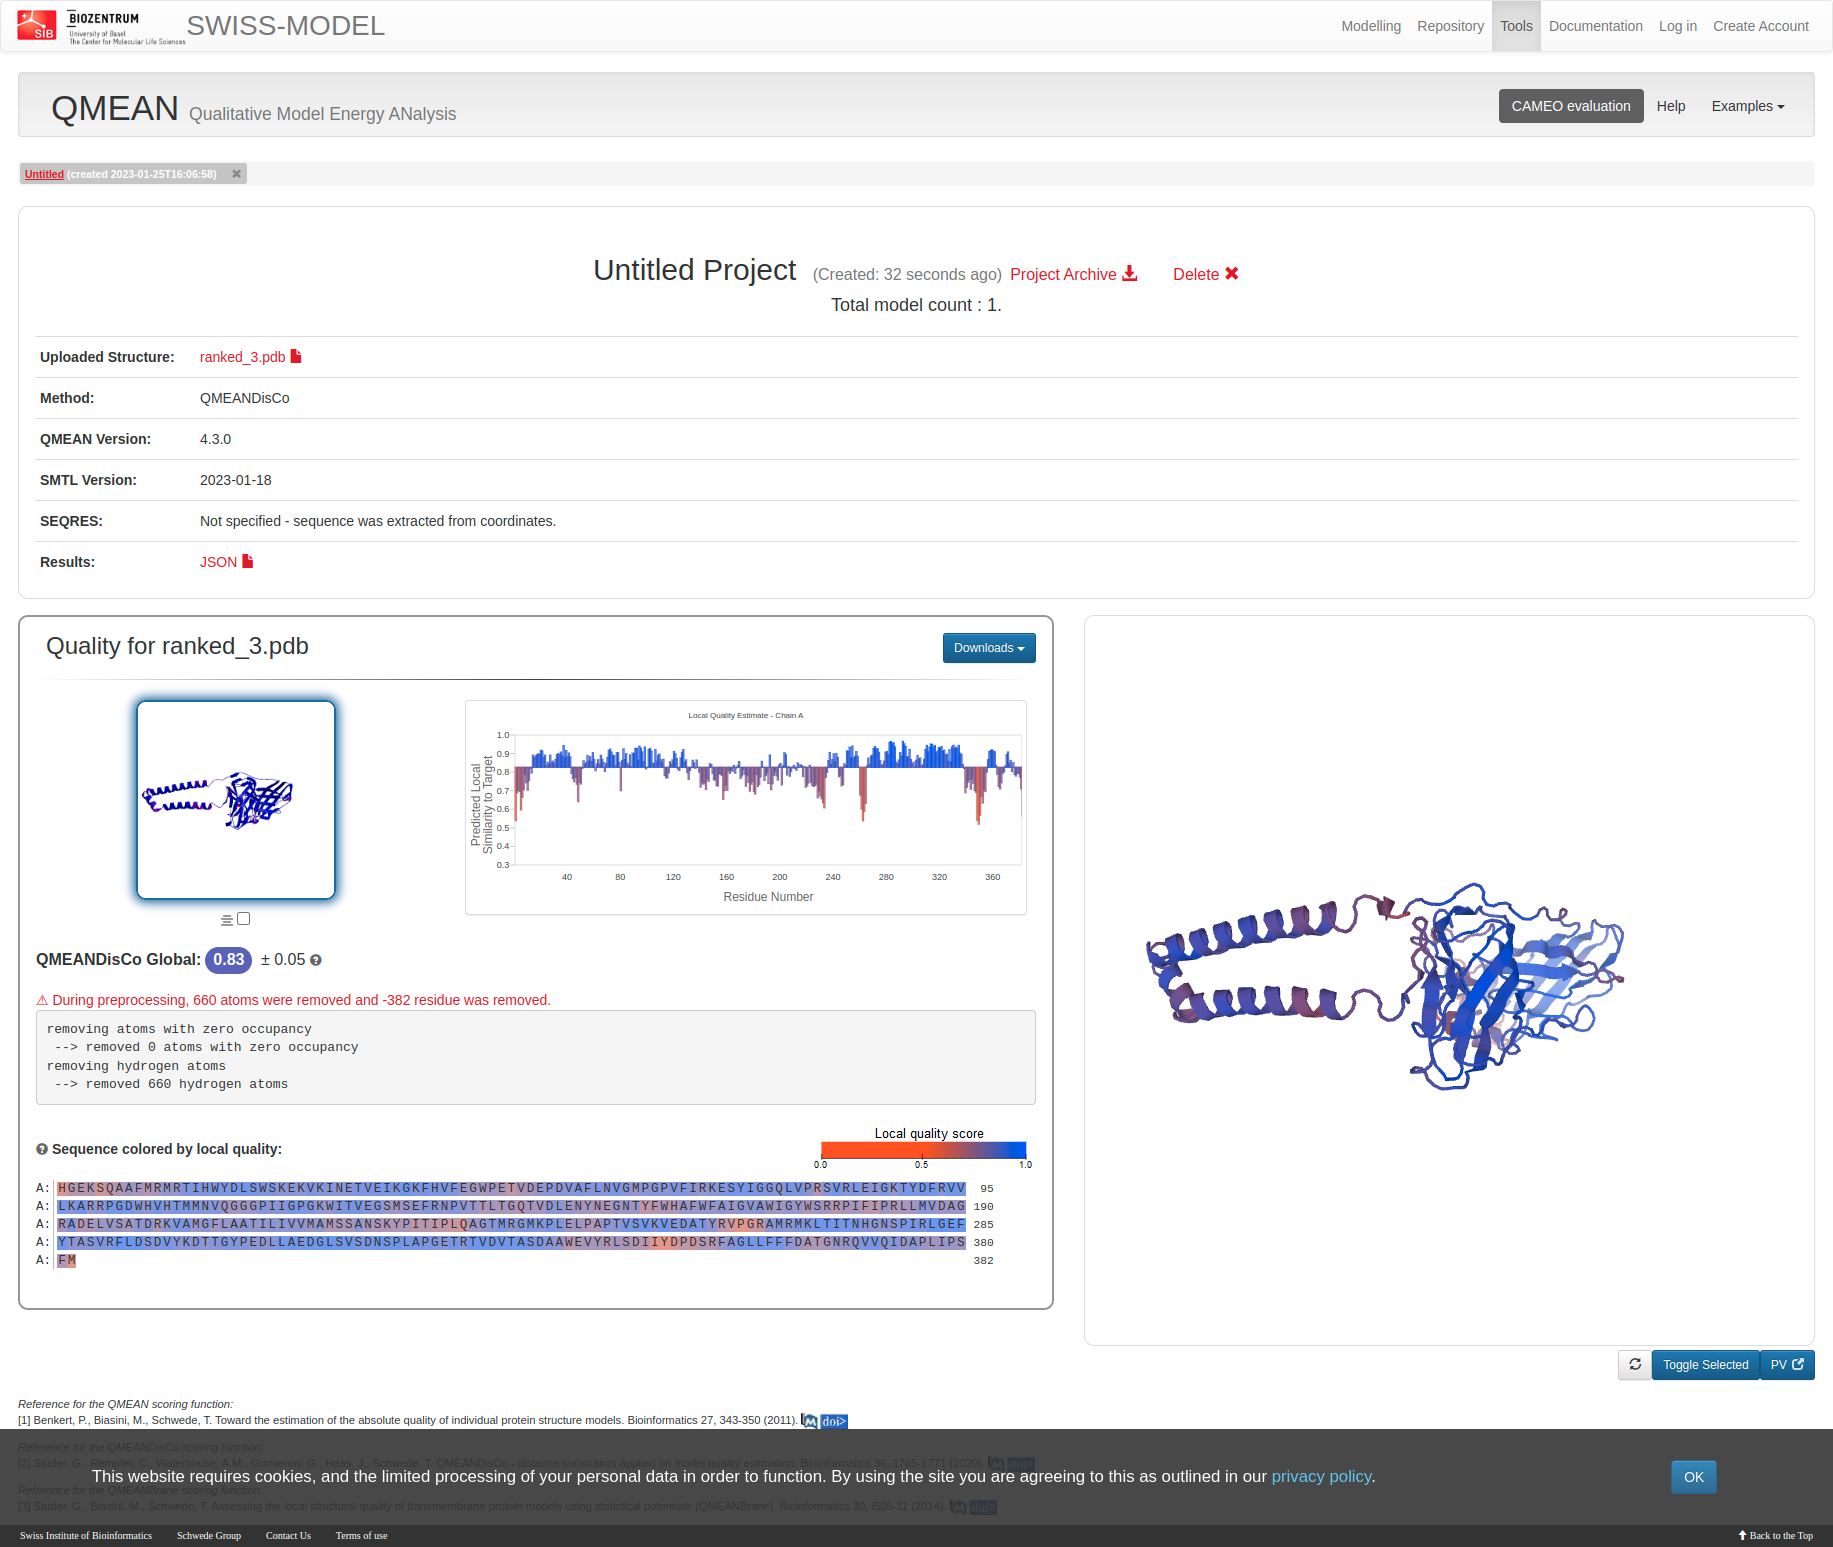 SIB
BIOZENTRUM
University of Basel
The Center for Molecular Life Sciences
SWISS-MODEL
Modelling Repository Tools Documentation Log in Create Account
QMEAN Qualitative Model Energy ANalysis
CAMEO evaluation Help Examples
Untitled (created 2023-01-25T16:06:58) ✖
Untitled Project (Created: 32 seconds ago) Project Archive Delete ✖
Total model count : 1.
Uploaded Structure: ranked_3.pdb
Method: QMEANDisCo
QMEAN Version: 4.3.0
SMTL Version: 2023-01-18
SEQRES: Not specified - sequence was extracted from coordinates.
Results: JSON
Quality for ranked_3.pdb
Downloads
Local Quality Estimate - Chain A
Predicted Local
Similarity to Target
1.0
0.9
0.8
0.7
0.6
0.5
0.4
0.3
40 80 120 160 200 240 280 320 360
Residue Number
QMEANDisCo Global: 0.83 ± 0.05
⚠ During preprocessing, 660 atoms were removed and -382 residue was removed.
removing atoms with zero occupancy
--> removed 0 atoms with zero occupancy
removing hydrogen atoms
--> removed 660 hydrogen atoms
Sequence colored by local quality:
Local quality score
0.0 0.5 1.0
A: HGEKSQAAFMRMRTIHWYDLSWSKEKVKINETVEIKGKFHVFEGWPETVDEPDVAFLNVGMPGPVFIRKESYIGGQLVPRSVRLEIGKTYDFRVV 95
A: LKARRPGDWHVHTMMNVQGGGPIIGPGKWITVEGSMSEFRNPVTTLTGQTVDLENYNEGNTYFWHAFWFAIGVAWIGYWSRRPIFIPRLLMVDAG 190
A: RADELVSATDRKVAMGFLAATILIVVMAMSSANSKYPITIPLQAGTMRGMKPLELPAPTVSVKVEDATYRVPGRAMRMKLTITNHGNSPIRLGEF 285
A: YTASVRFLDSDVYKDTTGYPEDLLAEDGLSVSDNSPLAPGETRTVDVTASDAAWEVYRLSDIIYDPDSRFAGLLFFFDATGNRQVVQIDAPLIPS 380
A: FM 382
Toggle Selected PV
Reference for the QMEAN scoring function:
[1] Benkert, P., Biasini, M., Schwede, T. Toward the estimation of the absolute quality of individual protein structure models. Bioinformatics 27, 343-350 (2011). M doi>
Reference for the QMEANDisCo scoring function:
[2] Studer, G., Rempfer, C., Waterhouse, A.M., Gumienny, G., Haas, J., Schwede, T. QMEANDisCo - distance constraints applied on model quality estimation. Bioinformatics 36, 1765-1771 (2020). M doi>
This website requires cookies, and the limited processing of your personal data in order to function. By using the site you are agreeing to this as outlined in our privacy policy. OK
Reference for the QMEANBrane scoring function:
[3] Studer, G., Biasini, M., Schwede, T. Assessing the local structural quality of transmembrane protein models using statistical potentials (QMEANBrane). Bioinformatics 30, i505-11 (2014). M doi>
Swiss Institute of Bioinformatics Schwede Group Contact Us Terms of use Back to the Top